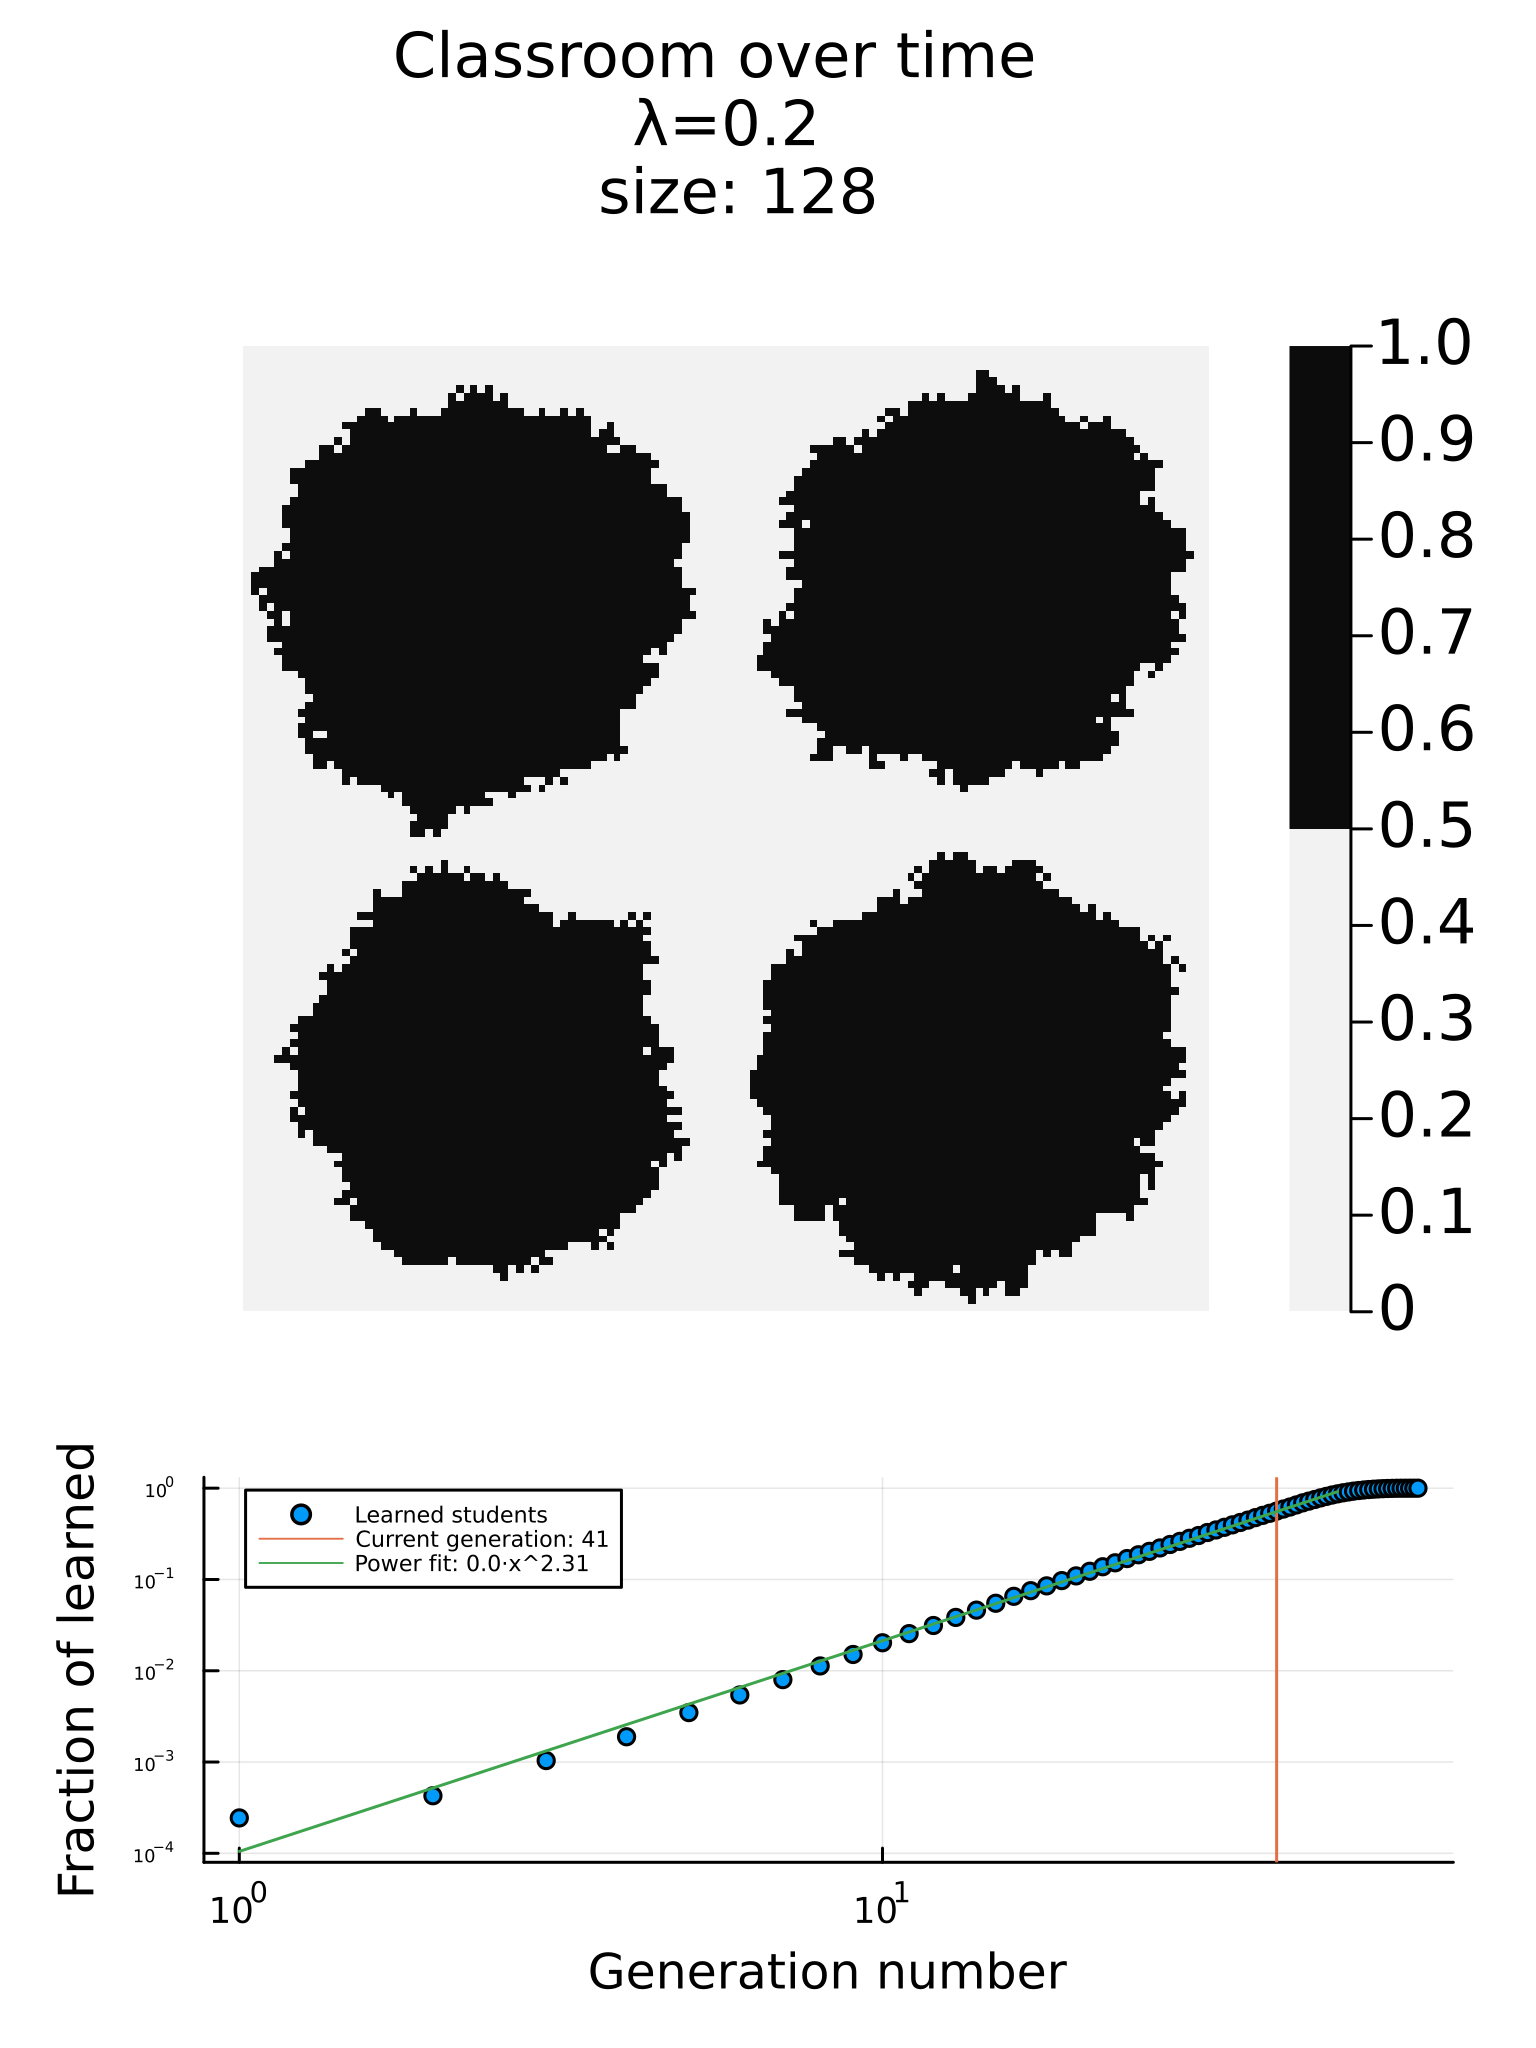 Classroom over time
λ=0.2
size: 128
1.0
0.9
0.8
0.7
0.6
0.5
0.4
0.3
0.2
0.1
0
Fraction of learned
10^0
10^-1
10^-2
10^-3
10^-4
Learned students
Current generation: 41
Power fit: 0.0·x^2.31
10^0
10^1
Generation number